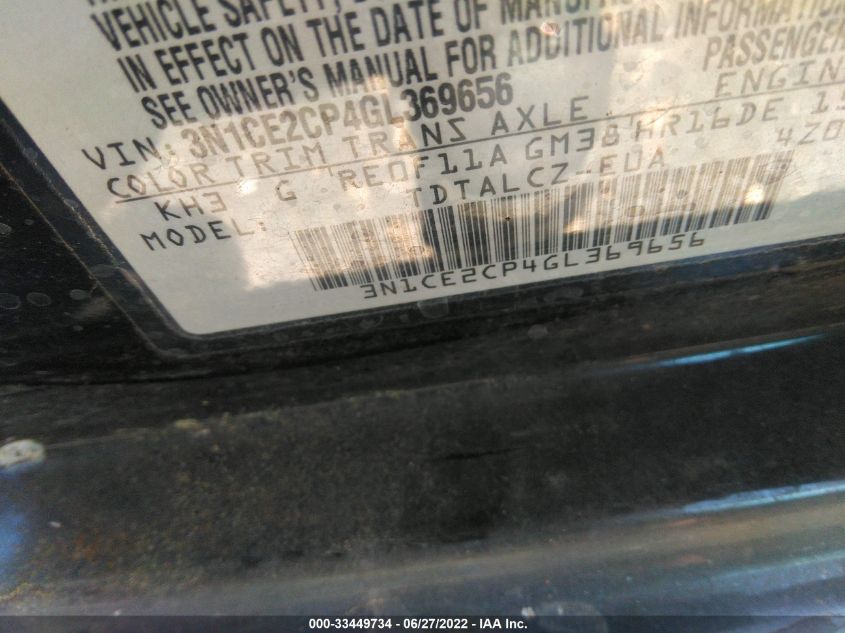 VEHICLE SAFETY,
IN EFFECT ON THE DATE OF
SEE OWNER'S MANUAL FOR ADDITIONAL INFORMATION
PASSENGER
VIN: 3N1CE2CP4GL369656
COLOR TRIM TRANS AXLE ENGIN
KH3 G RE0F11A GM38 HR16DE
MODEL: TDTALCZ-EUA
3N1CE2CP4GL369656
000-33449734 - 06/27/2022 - IAA Inc.